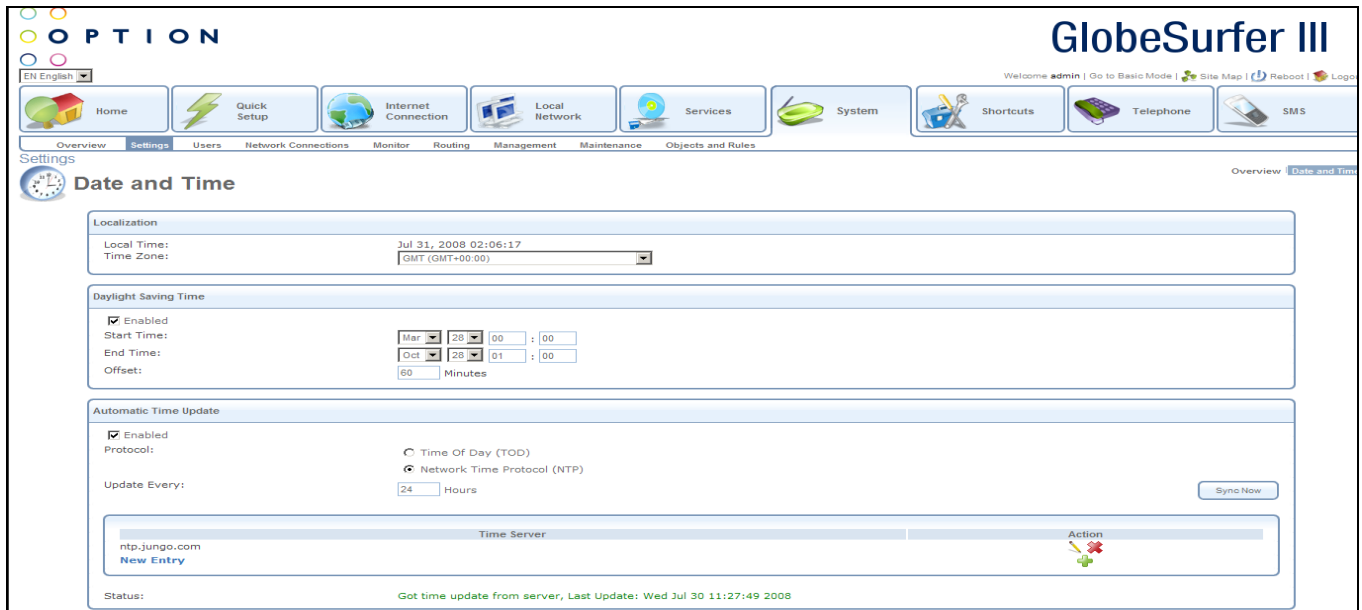 OPTION
GlobeSurfer III
EN English
Welcome admin | Go to Basic Mode | Site Map | Reboot | Logo
Home
Quick Setup
Internet Connection
Local Network
Services
System
Shortcuts
Telephone
SMS
Overview Settings Users Network Connections Monitor Routing Management Maintenance Objects and Rules
Settings
Overview Date and Time
Date and Time
Localization
Local Time: Jul 31, 2008 02:06:17
Time Zone: GMT (GMT+00:00)
Daylight Saving Time
Enabled
Start Time: Mar 28 00 : 00
End Time: Oct 28 01 : 00
Offset: 60 Minutes
Automatic Time Update
Enabled
Protocol: Time Of Day (TOD)
Network Time Protocol (NTP)
Update Every: 24 Hours Sync Now
Time Server Action
ntp.jungo.com
New Entry
Status: Got time update from server, Last Update: Wed Jul 30 11:27:49 2008